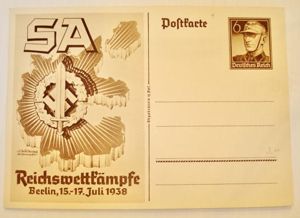 SA
Reichswettkämpfe
Berlin, 15.-17. Juli 1938
Postkarte
6
Deutsches Reich